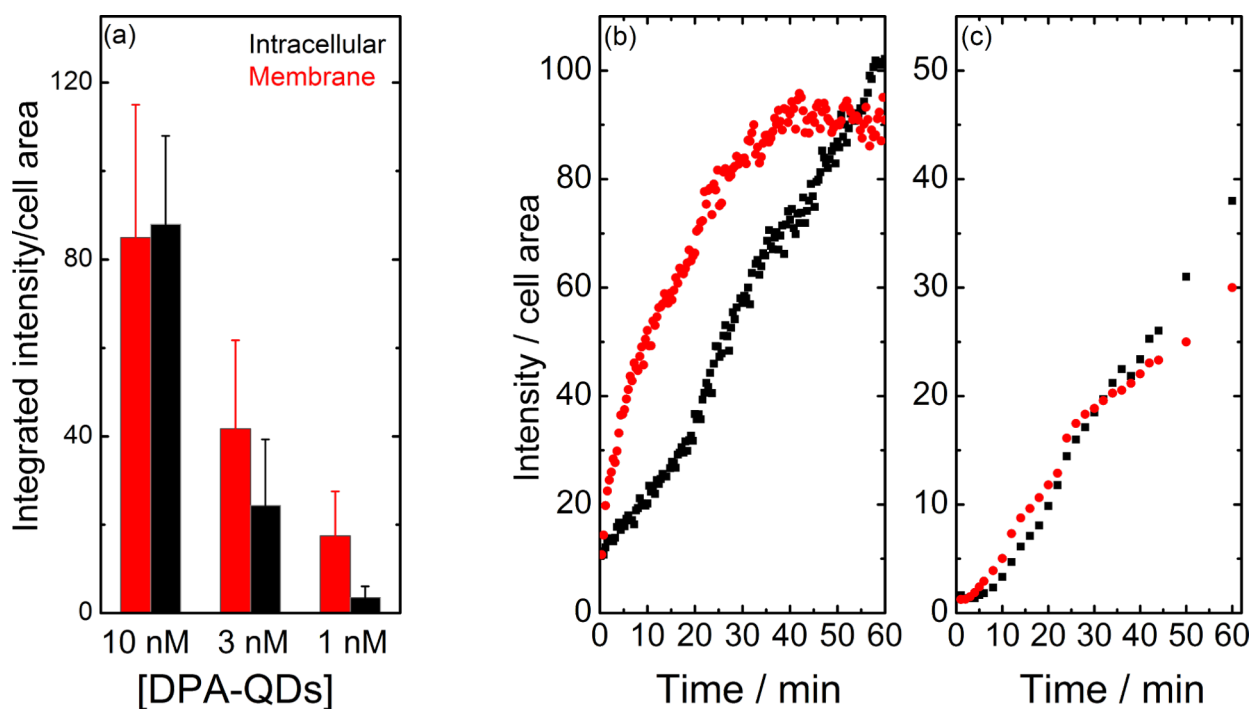 (a)
Intracellular
Membrane
120
80
40
0
Integrated intensity/cell area
10 nM 3 nM 1 nM
[DPA-QDs]
(b)
100
80
60
40
20
0
Intensity / cell area
0 10 20 30 40 50 60
Time / min
(c)
50
40
30
20
10
0
0 10 20 30 40 50 60
Time / min